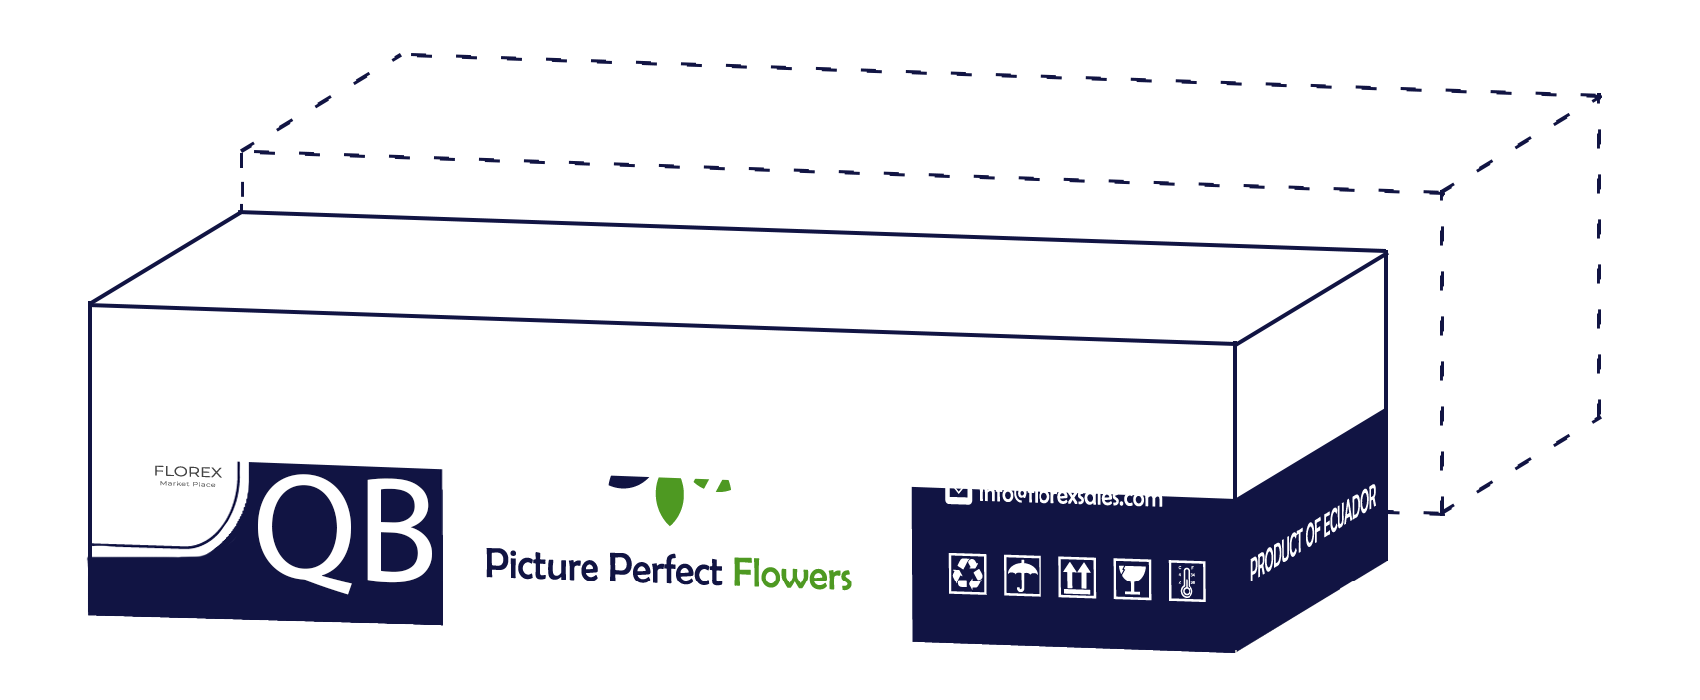 FLOREX
Market Place
QB
Picture Perfect Flowers
info@florexsales.com
PRODUCT OF ECUADOR